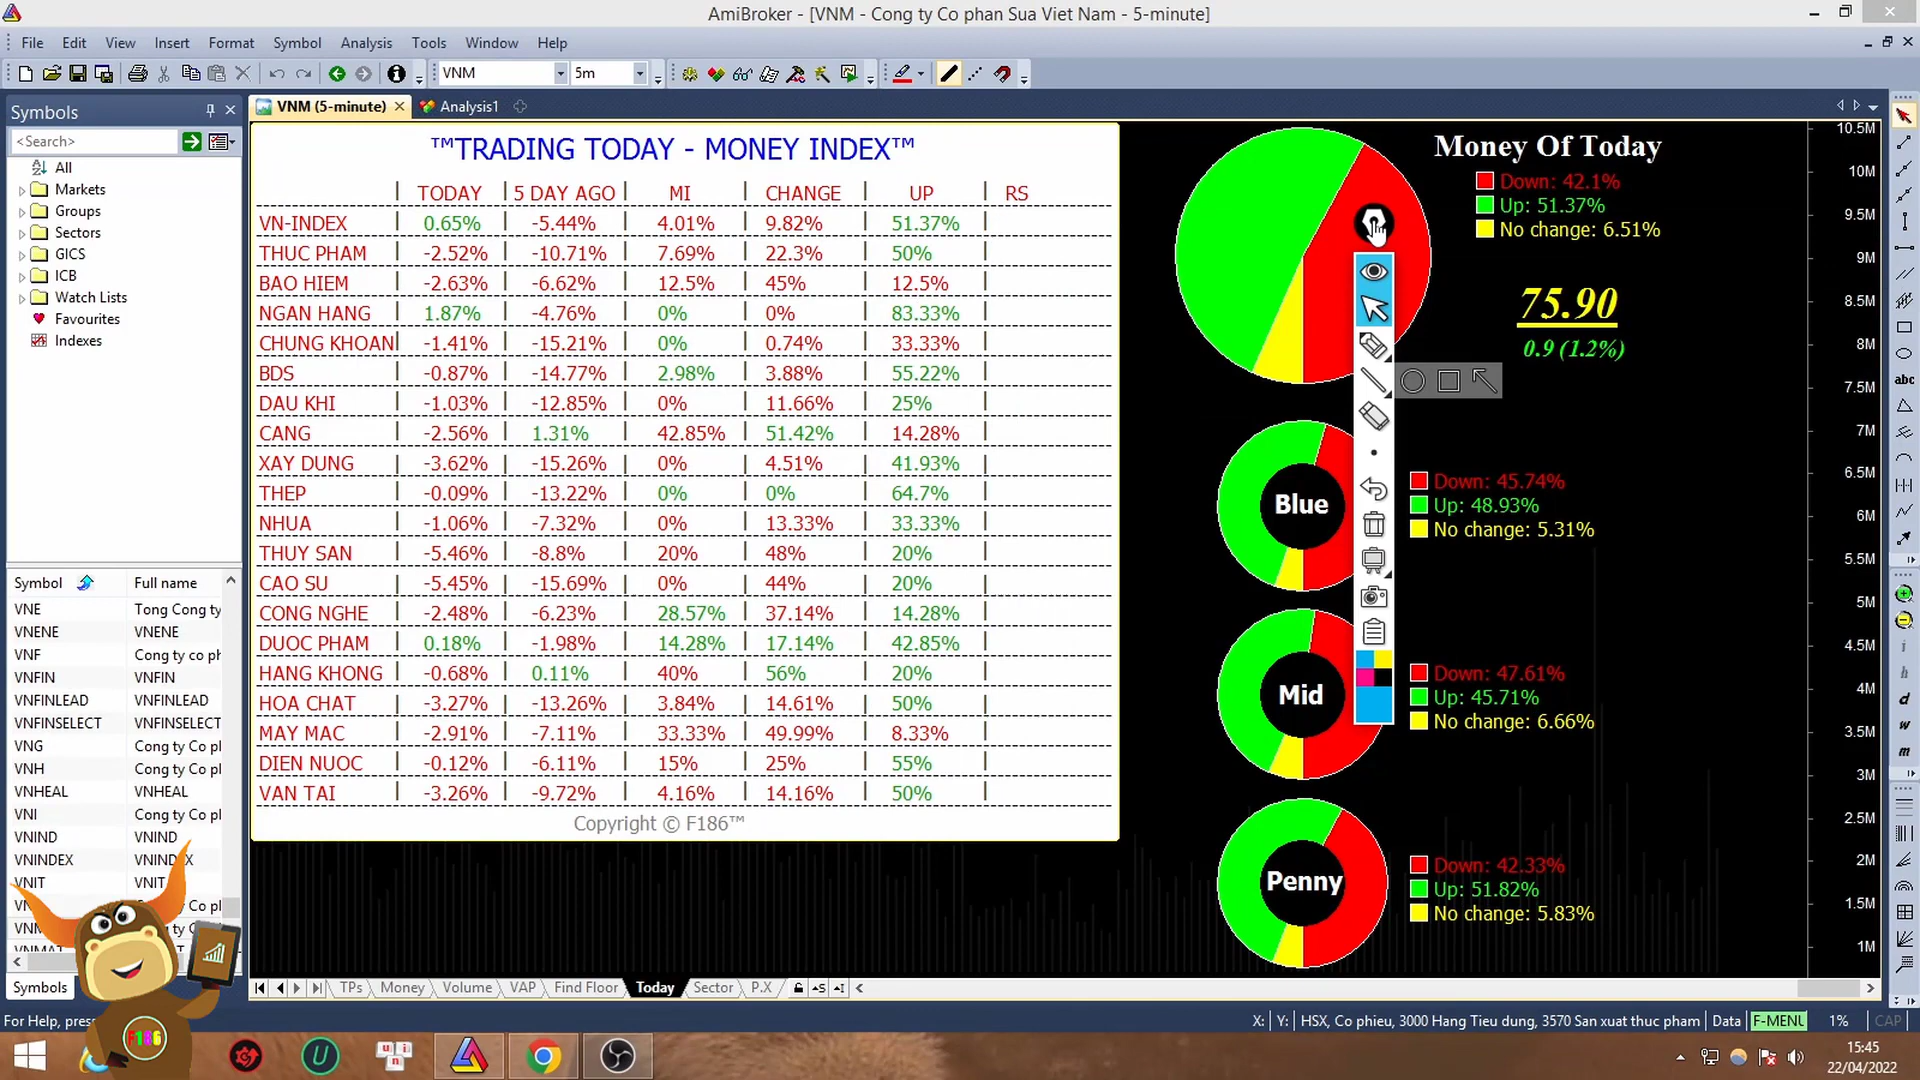 AmiBroker - [VNM - Cong ty Co phan Sua Viet Nam - 5-minute]
File Edit View Insert Format Symbol Analysis Tools Window Help
VNM 5m
Symbols
<Search>
All
Markets
Groups
Sectors
GICS
ICB
Watch Lists
Favourites
Indexes
Symbol Full name
VNE Tong Cong ty
VNENE VNENE
VNF Cong ty co ph
VNFIN VNFIN
VNFINLEAD VNFINLEAD
VNFINSELECT VNFINSELECT
VNG Cong ty Co pl
VNH Cong ty Co pl
VNHEAL VNHEAL
VNI Cong ty Co pl
VNIND VNIND
VNINDEX VNINDEX
VNIT VNIT
Symbols
VNM (5-minute) Analysis1
™TRADING TODAY - MONEY INDEX™
TODAY 5 DAY AGO MI CHANGE UP RS
VN-INDEX 0.65% -5.44% 4.01% 9.82% 51.37%
THUC PHAM -2.52% -10.71% 7.69% 22.3% 50%
BAO HIEM -2.63% -6.62% 12.5% 45% 12.5%
NGAN HANG 1.87% -4.76% 0% 0% 83.33%
CHUNG KHOAN -1.41% -15.21% 0% 0.74% 33.33%
BDS -0.87% -14.77% 2.98% 3.88% 55.22%
DAU KHI -1.03% -12.85% 0% 11.66% 25%
CANG -2.56% 1.31% 42.85% 51.42% 14.28%
XAY DUNG -3.62% -15.26% 0% 4.51% 41.93%
THEP -0.09% -13.22% 0% 0% 64.7%
NHUA -1.06% -7.32% 0% 13.33% 33.33%
THUY SAN -5.46% -8.8% 20% 48% 20%
CAO SU -5.45% -15.69% 0% 44% 20%
CONG NGHE -2.48% -6.23% 28.57% 37.14% 14.28%
DUOC PHAM 0.18% -1.98% 14.28% 17.14% 42.85%
HANG KHONG -0.68% 0.11% 40% 56% 20%
HOA CHAT -3.27% -13.26% 3.84% 14.61% 50%
MAY MAC -2.91% -7.11% 33.33% 49.99% 8.33%
DIEN NUOC -0.12% -6.11% 15% 25% 55%
VAN TAI -3.26% -9.72% 4.16% 14.16% 50%
Copyright © F186™
Money Of Today
Down: 42.1%
Up: 51.37%
No change: 6.51%
75.90
0.9 (1.2%)
Blue
Down: 45.74%
Up: 48.93%
No change: 5.31%
Mid
Down: 47.61%
Up: 45.71%
No change: 6.66%
Penny
Down: 42.33%
Up: 51.82%
No change: 5.83%
10.5M
10M
9.5M
9M
8.5M
8M
7.5M
7M
6.5M
6M
5.5M
5M
4.5M
4M
3.5M
3M
2.5M
2M
1.5M
1M
abc
i
h
d
w
m
TPs Money Volume VAP Find Floor Today Sector P.X
For Help, pres
X: Y: HSX, Co phieu, 3000 Hang Tieu dung, 3570 San xuat thuc pham Data F-MENU 1% CAP
F186
15:45
22/04/2022